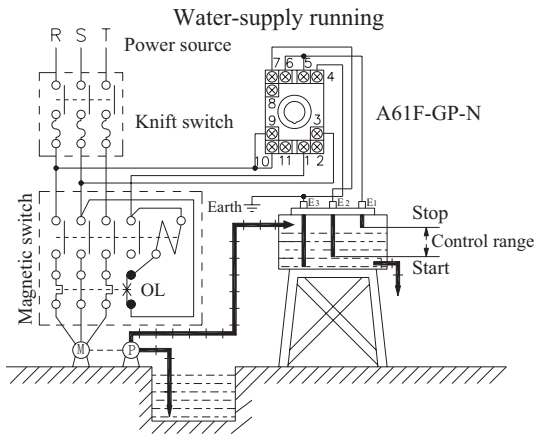 Water-supply running
R S T
Power source
7 6 5 4
8
A61F-GP-N
Knift switch
9 3
10 11 1 2
Magnetic switch
Earth
E3 E2 E1
Stop
Control range
Start
OL
M P